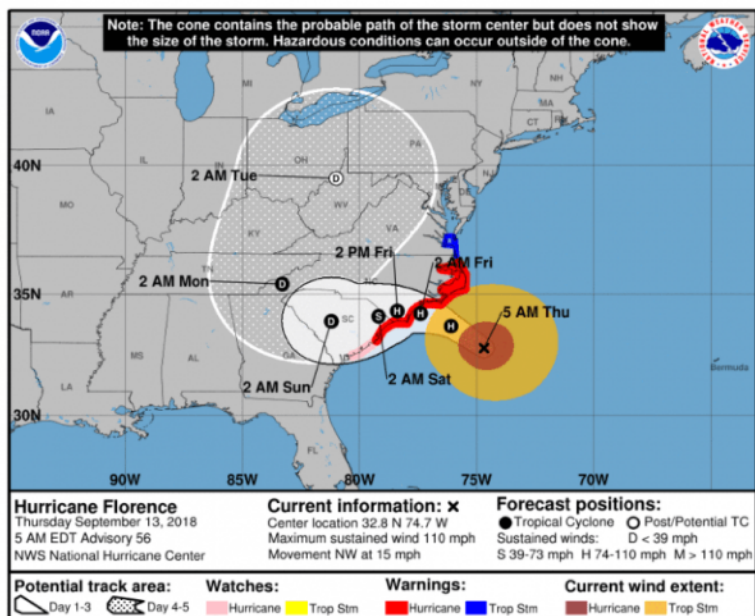 Note: The cone contains the probable path of the storm center but does not show
the size of the storm. Hazardous conditions can occur outside of the cone.
NOAA
NATIONAL WEATHER SERVICE
IA
MI
NY
NH
MA
CT
40N
IL
IN
OH
PA
NJ
2 AM Tue
D
DE
MO
WV
KY
VA
2 PM Fri
2 AM Fri
2 AM Mon
D
TN
NC
35N
AR
5 AM Thu
D
S
H
H
H
SC
MS
AL
GA
2 AM Sun
2 AM Sat
Bermuda
LA
30N
FL
90W
85W
80W
75W
70W
Hurricane Florence
Thursday September 13, 2018
5 AM EDT Advisory 56
NWS National Hurricane Center
Current information: ×
Center location 32.8 N 74.7 W
Maximum sustained wind 110 mph
Movement NW at 15 mph
Forecast positions:
Tropical Cyclone
Post/Potential TC
Sustained winds: D < 39 mph
S 39-73 mph H 74-110 mph M > 110 mph
Potential track area:
Day 1-3
Day 4-5
Watches:
Hurricane
Trop Stm
Warnings:
Hurricane
Trop Stm
Current wind extent:
Hurricane
Trop Stm